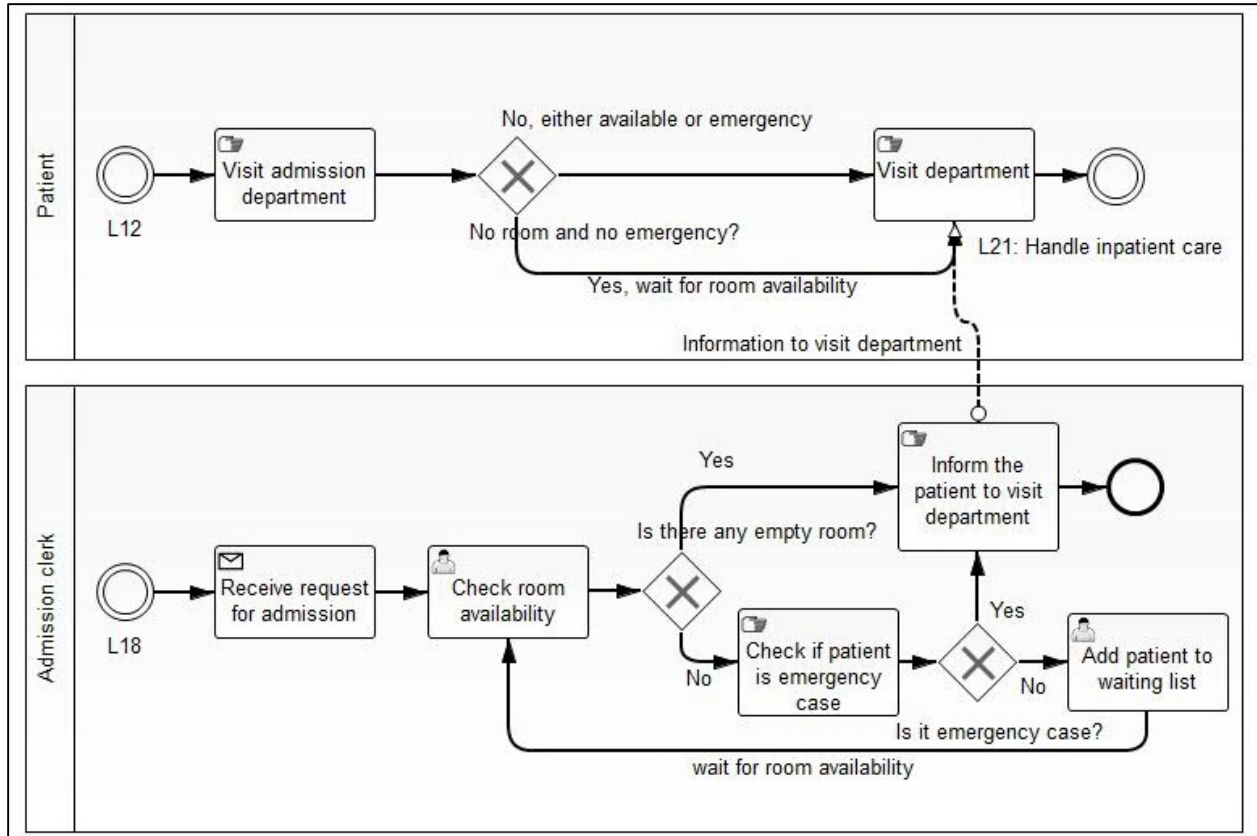 Patient
No, either available or emergency
Visit admission
department
Visit department
L12
No room and no emergency?
L21: Handle inpatient care
Yes, wait for room availability
Information to visit department
Admission clerk
Yes
Inform the
patient to visit
department
Is there any empty room?
Receive request
for admission
Check room
availability
L18
Yes
No
Check if patient
is emergency
case
No
Add patient to
waiting list
Is it emergency case?
wait for room availability